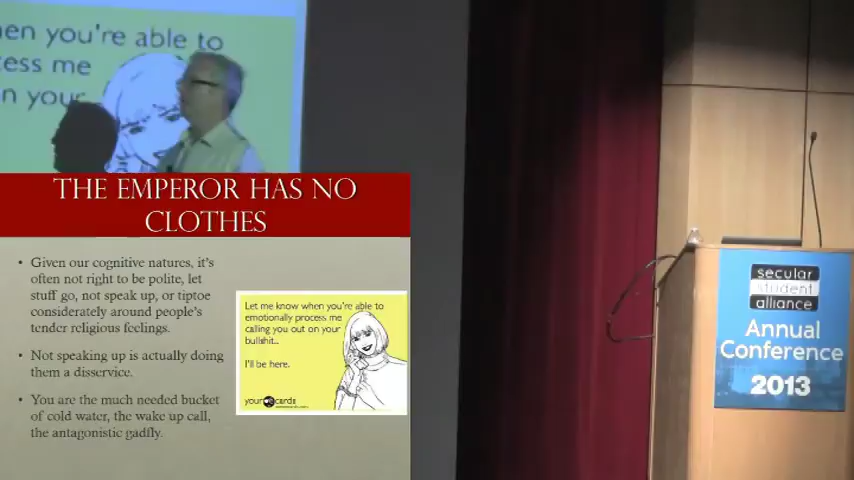 en you're able to
ess me
n your
THE EMPEROR HAS NO
CLOTHES
• Given our cognitive natures, it's
often not right to be polite, let
stuff go, not speak up, or tiptoe
considerately around people's
tender religious feelings.
• Not speaking up is actually doing
them a disservice.
• You are the much needed bucket
of cold water, the wake up call,
the antagonistic gadfly.
Let me know when you're able to
emotionally process me
calling you out on your
bullshit..
I'll be here.
your cards
secular
student
alliance
Annual
Conference
2013